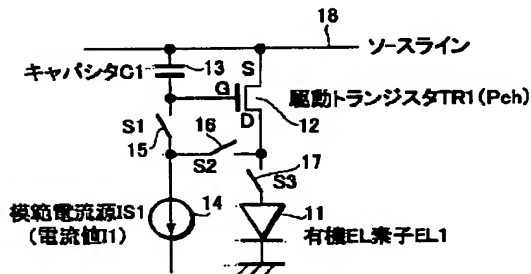 18
ソースライン
キャパシタC1
13
S
G
D
駆動トランジスタTR1(Pch)
12
S1
15
16
S2
17
S3
模範電流源IS1
(電流値I1)
14
11
有機EL素子EL1